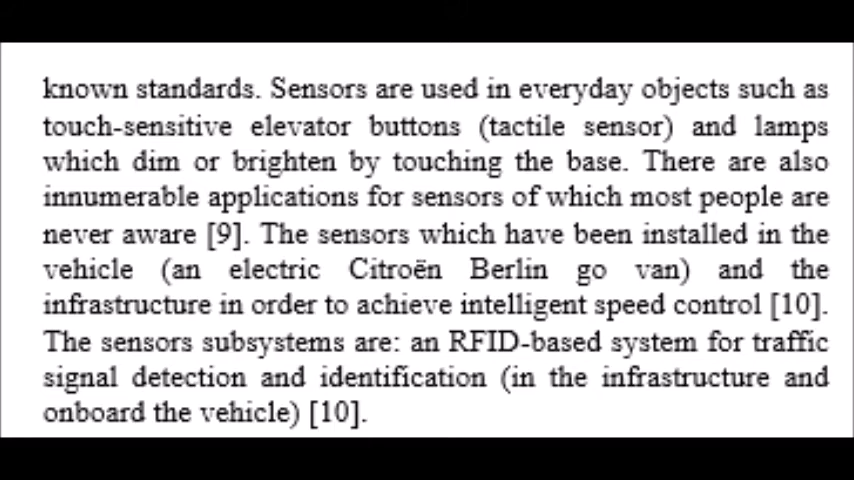 known standards. Sensors are used in everyday objects such as
touch-sensitive elevator buttons (tactile sensor) and lamps
which dim or brighten by touching the base. There are also
innumerable applications for sensors of which most people are
never aware [9]. The sensors which have been installed in the
vehicle (an electric Citroën Berlin go van) and the
infrastructure in order to achieve intelligent speed control [10].
The sensors subsystems are: an RFID-based system for traffic
signal detection and identification (in the infrastructure and
onboard the vehicle) [10].